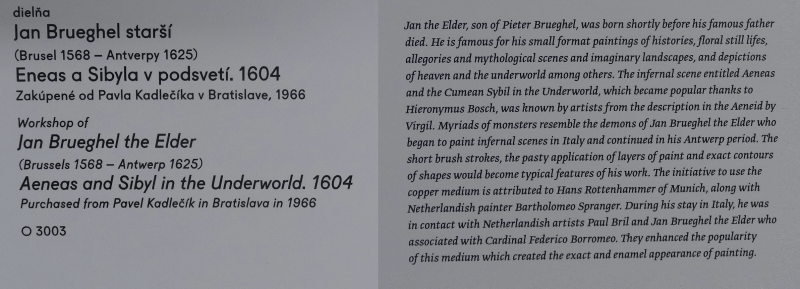 dielňa
Jan Brueghel starší
(Brusel 1568 – Antverpy 1625)
Eneas a Sibyla v podsvetí. 1604
Zakúpené od Pavla Kadlečíka v Bratislave, 1966
Workshop of
Jan Brueghel the Elder
(Brussels 1568 – Antwerp 1625)
Aeneas and Sibyl in the Underworld. 1604
Purchased from Pavel Kadlečík in Bratislava in 1966
O 3003
Jan the Elder, son of Pieter Brueghel, was born shortly before his famous father
died. He is famous for his small format paintings of histories, floral still lifes,
allegories and mythological scenes and imaginary landscapes, and depictions
of heaven and the underworld among others. The infernal scene entitled Aeneas
and the Cumean Sybil in the Underworld, which became popular thanks to
Hieronymus Bosch, was known by artists from the description in the Aeneid by
Virgil. Myriads of monsters resemble the demons of Jan Brueghel the Elder who
began to paint infernal scenes in Italy and continued in his Antwerp period. The
short brush strokes, the pasty application of layers of paint and exact contours
of shapes would become typical features of his work. The initiative to use the
copper medium is attributed to Hans Rottenhammer of Munich, along with
Netherlandish painter Bartholomeo Spranger. During his stay in Italy, he was
in contact with Netherlandish artists Paul Bril and Jan Brueghel the Elder who
associated with Cardinal Federico Borromeo. They enhanced the popularity
of this medium which created the exact and enamel appearance of painting.